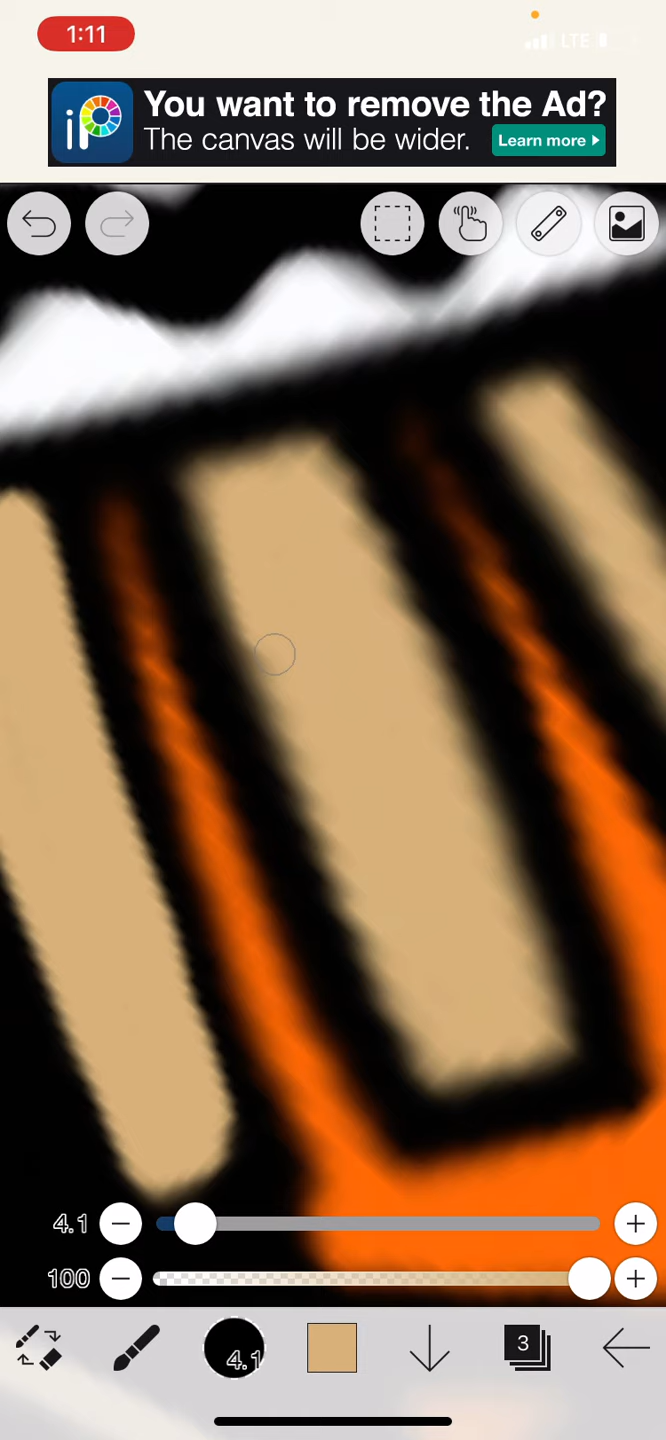 1:11
LTE
iP
You want to remove the Ad?
The canvas will be wider.
Learn more
4.1
100
4.1
3